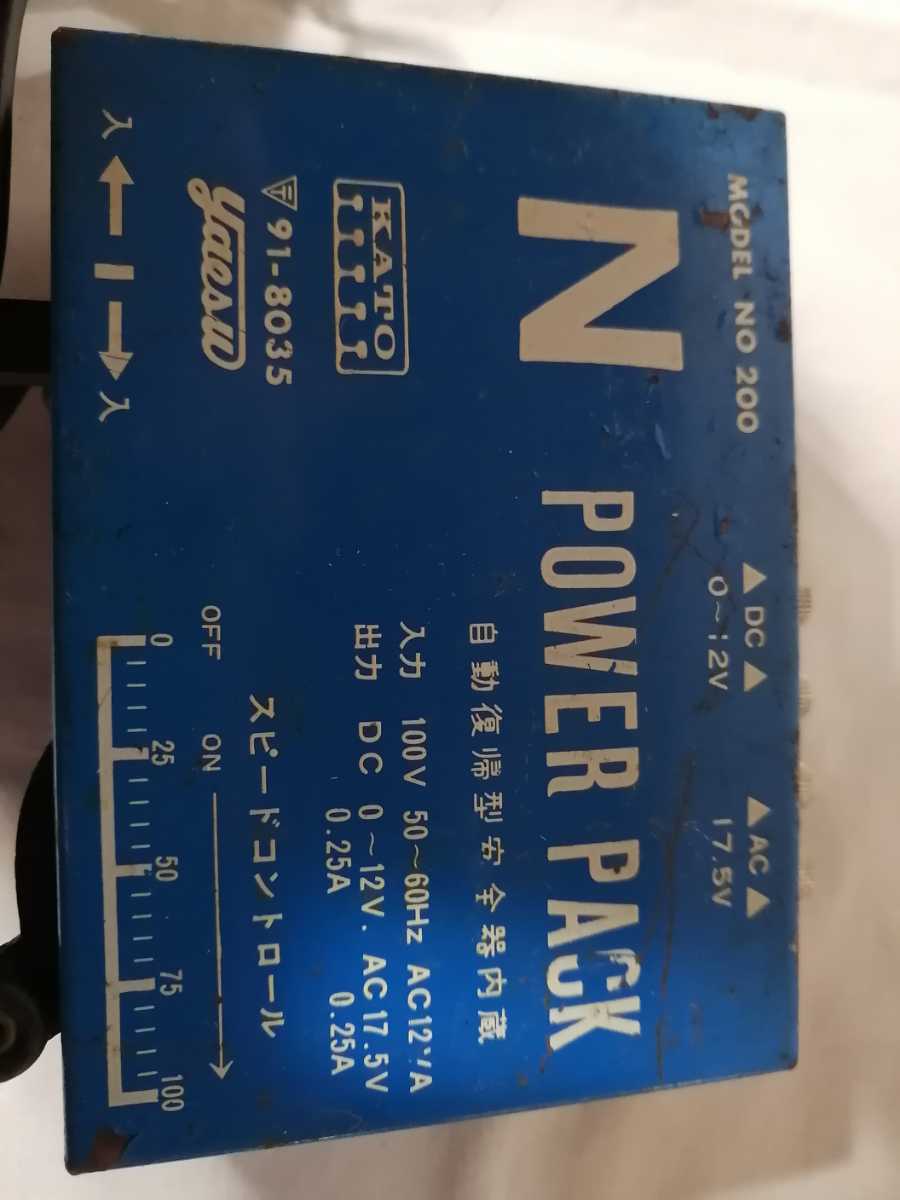 MODEL NO 200
▲ DC ▲
0～12V
▲ AC ▲
17.5V
N POWER PACK
自動復帰型安全器内蔵
KATO
入力 100V 50～60Hz AC12VA
出力 DC 0～12V. AC17.5V
0.25A 0.25A
〒 91-8035
yaesu
スピードコントロール
OFF ON
0 25 50 75 100
入 入